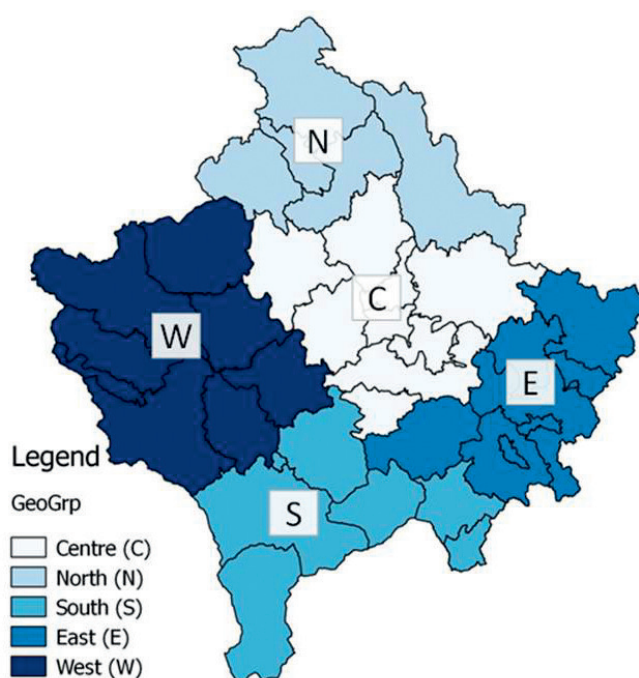 N
C
W
E
S
Legend
GeoGrp
Centre (C)
North (N)
South (S)
East (E)
West (W)